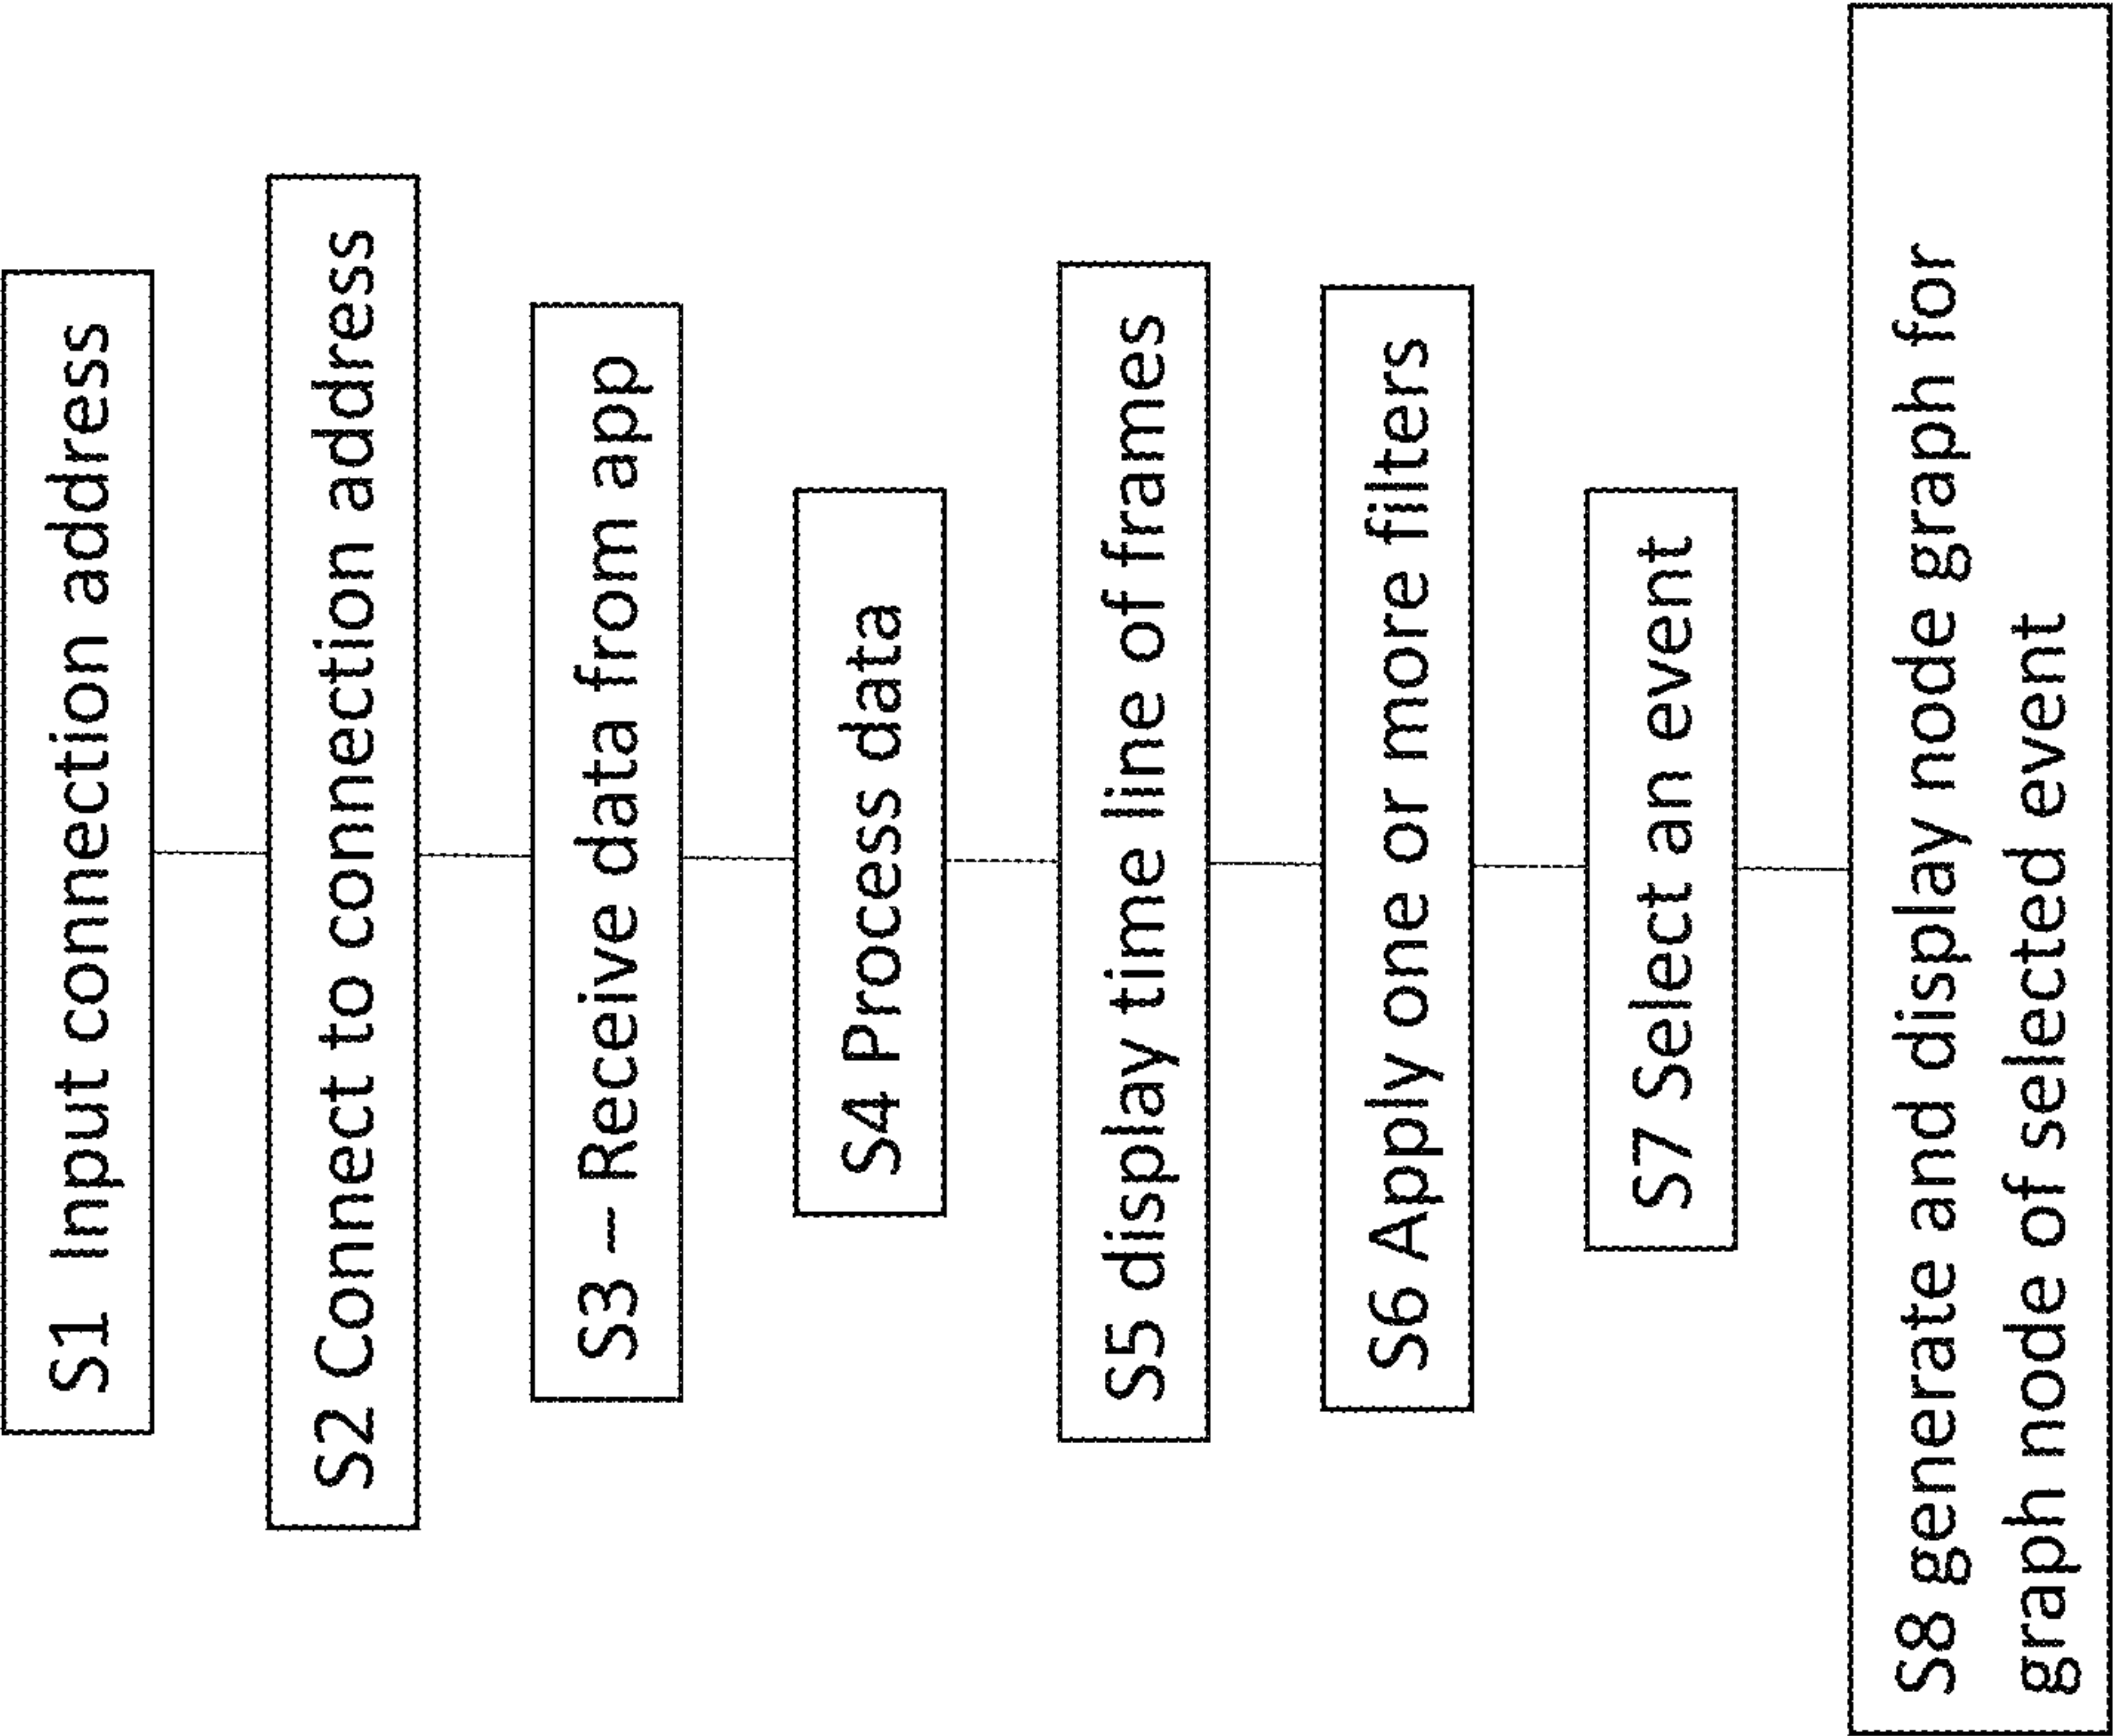 S1 Input connection address
S2 Connect to connection address
S3 – Receive data from app
S4 Process data
S5 display time line of frames
S6 Apply one or more filters
S7 Select an event
S8 generate and display node graph for
graph node of selected event